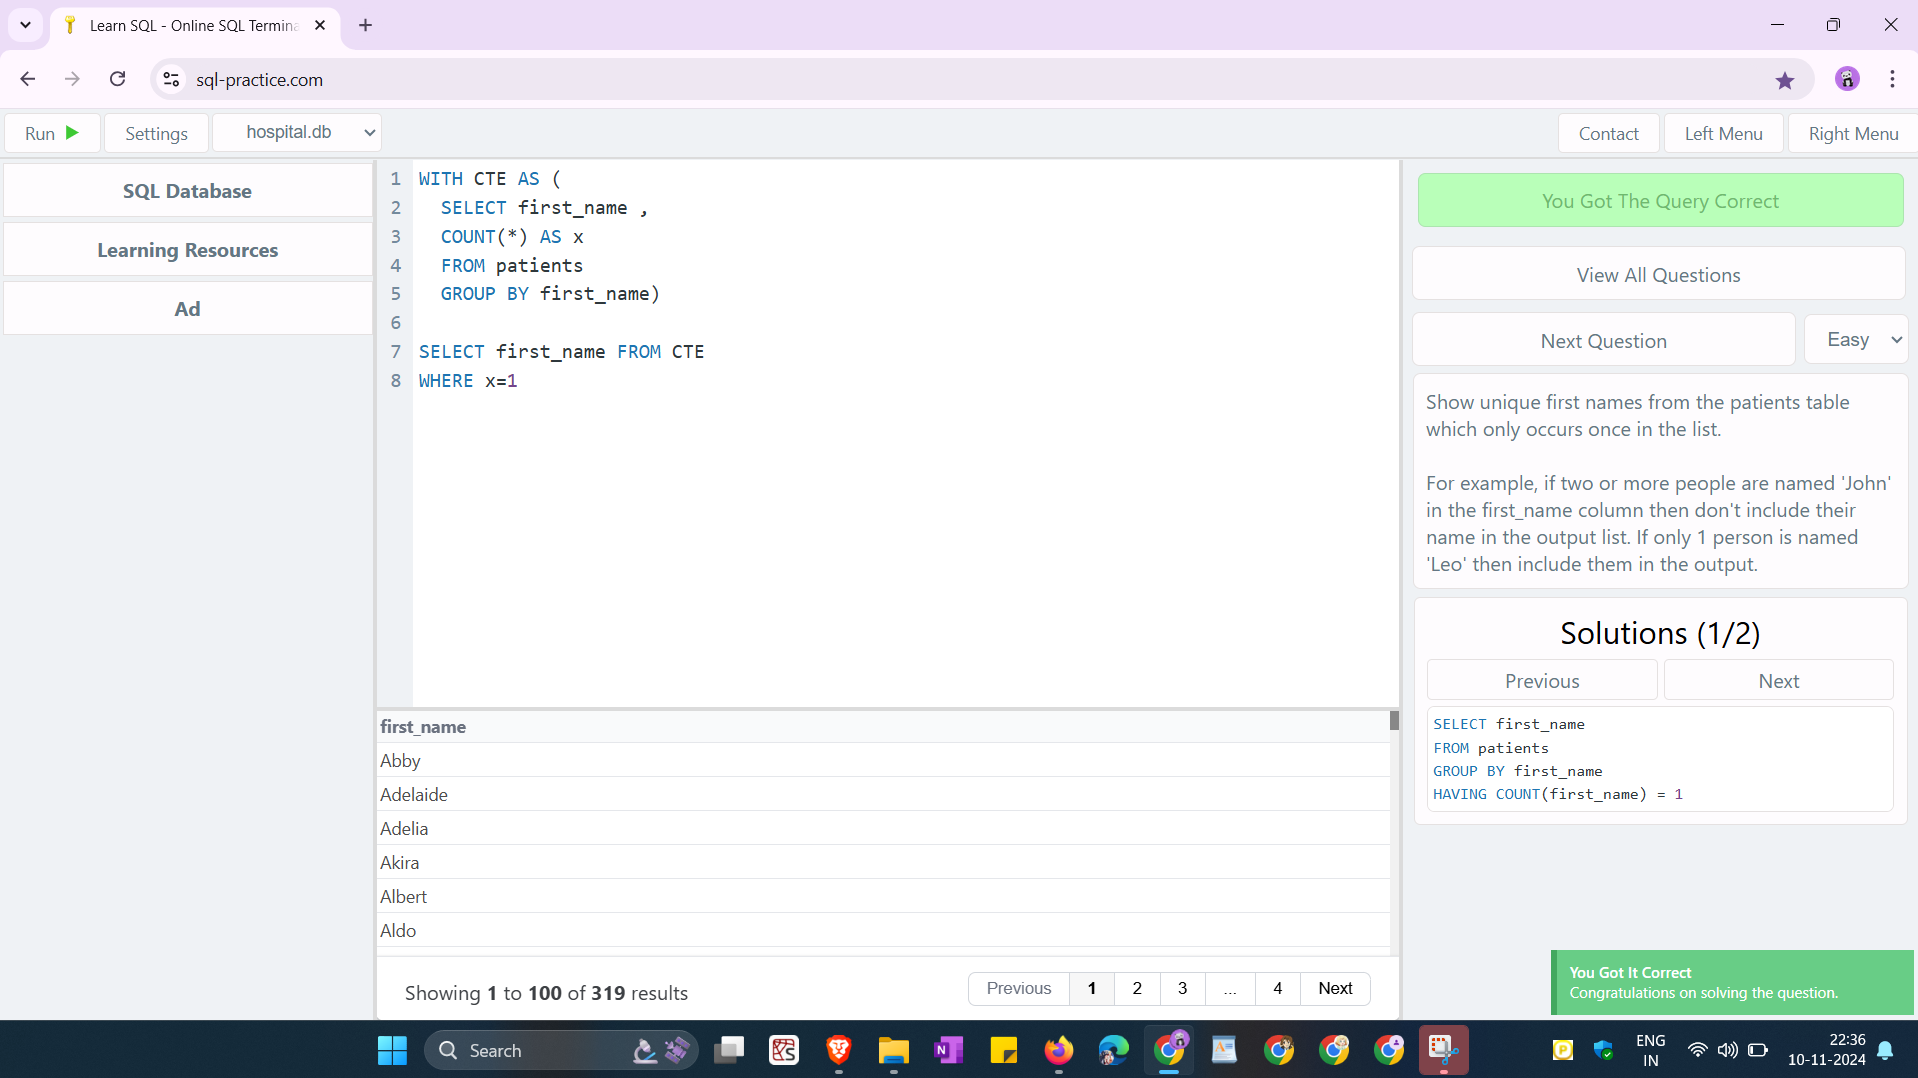 Learn SQL - Online SQL Termina
sql-practice.com
Run
Settings
hospital.db
Contact
Left Menu
Right Menu
SQL Database
Learning Resources
Ad
1 WITH CTE AS (
2 SELECT first_name ,
3 COUNT(*) AS x
4 FROM patients
5 GROUP BY first_name)
6
7 SELECT first_name FROM CTE
8 WHERE x=1
first_name
Abby
Adelaide
Adelia
Akira
Albert
Aldo
Showing 1 to 100 of 319 results
Previous 1 2 3 ... 4 Next
You Got The Query Correct
View All Questions
Next Question
Easy
Show unique first names from the patients table
which only occurs once in the list.
For example, if two or more people are named 'John'
in the first_name column then don't include their
name in the output list. If only 1 person is named
'Leo' then include them in the output.
Solutions (1/2)
Previous
Next
SELECT first_name
FROM patients
GROUP BY first_name
HAVING COUNT(first_name) = 1
You Got It Correct
Congratulations on solving the question.
Search
ENG
IN
22:36
10-11-2024